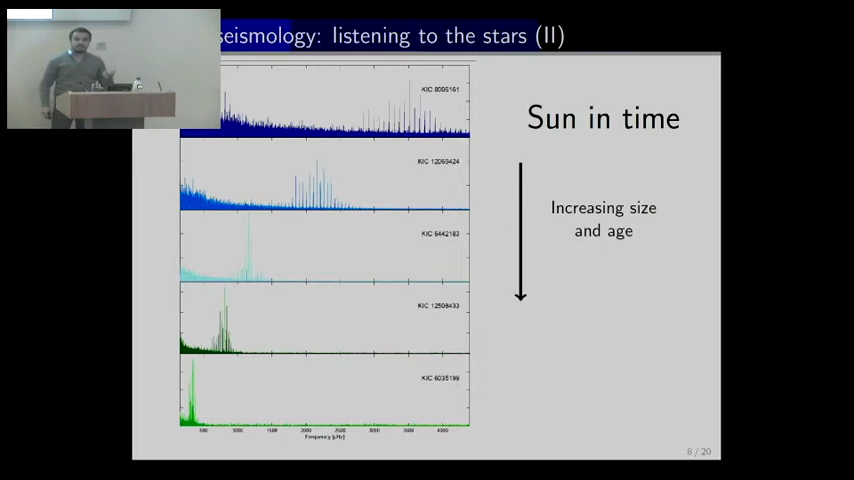 seismology: listening to the stars (II)
KIC 8006161
Sun in time
KIC 12069424
Increasing size
and age
KIC 6442183
KIC 12508433
KIC 6035199
500 1000 1500 2000 2500 3000 3500 4000
Frequency [µHz]
8 / 20